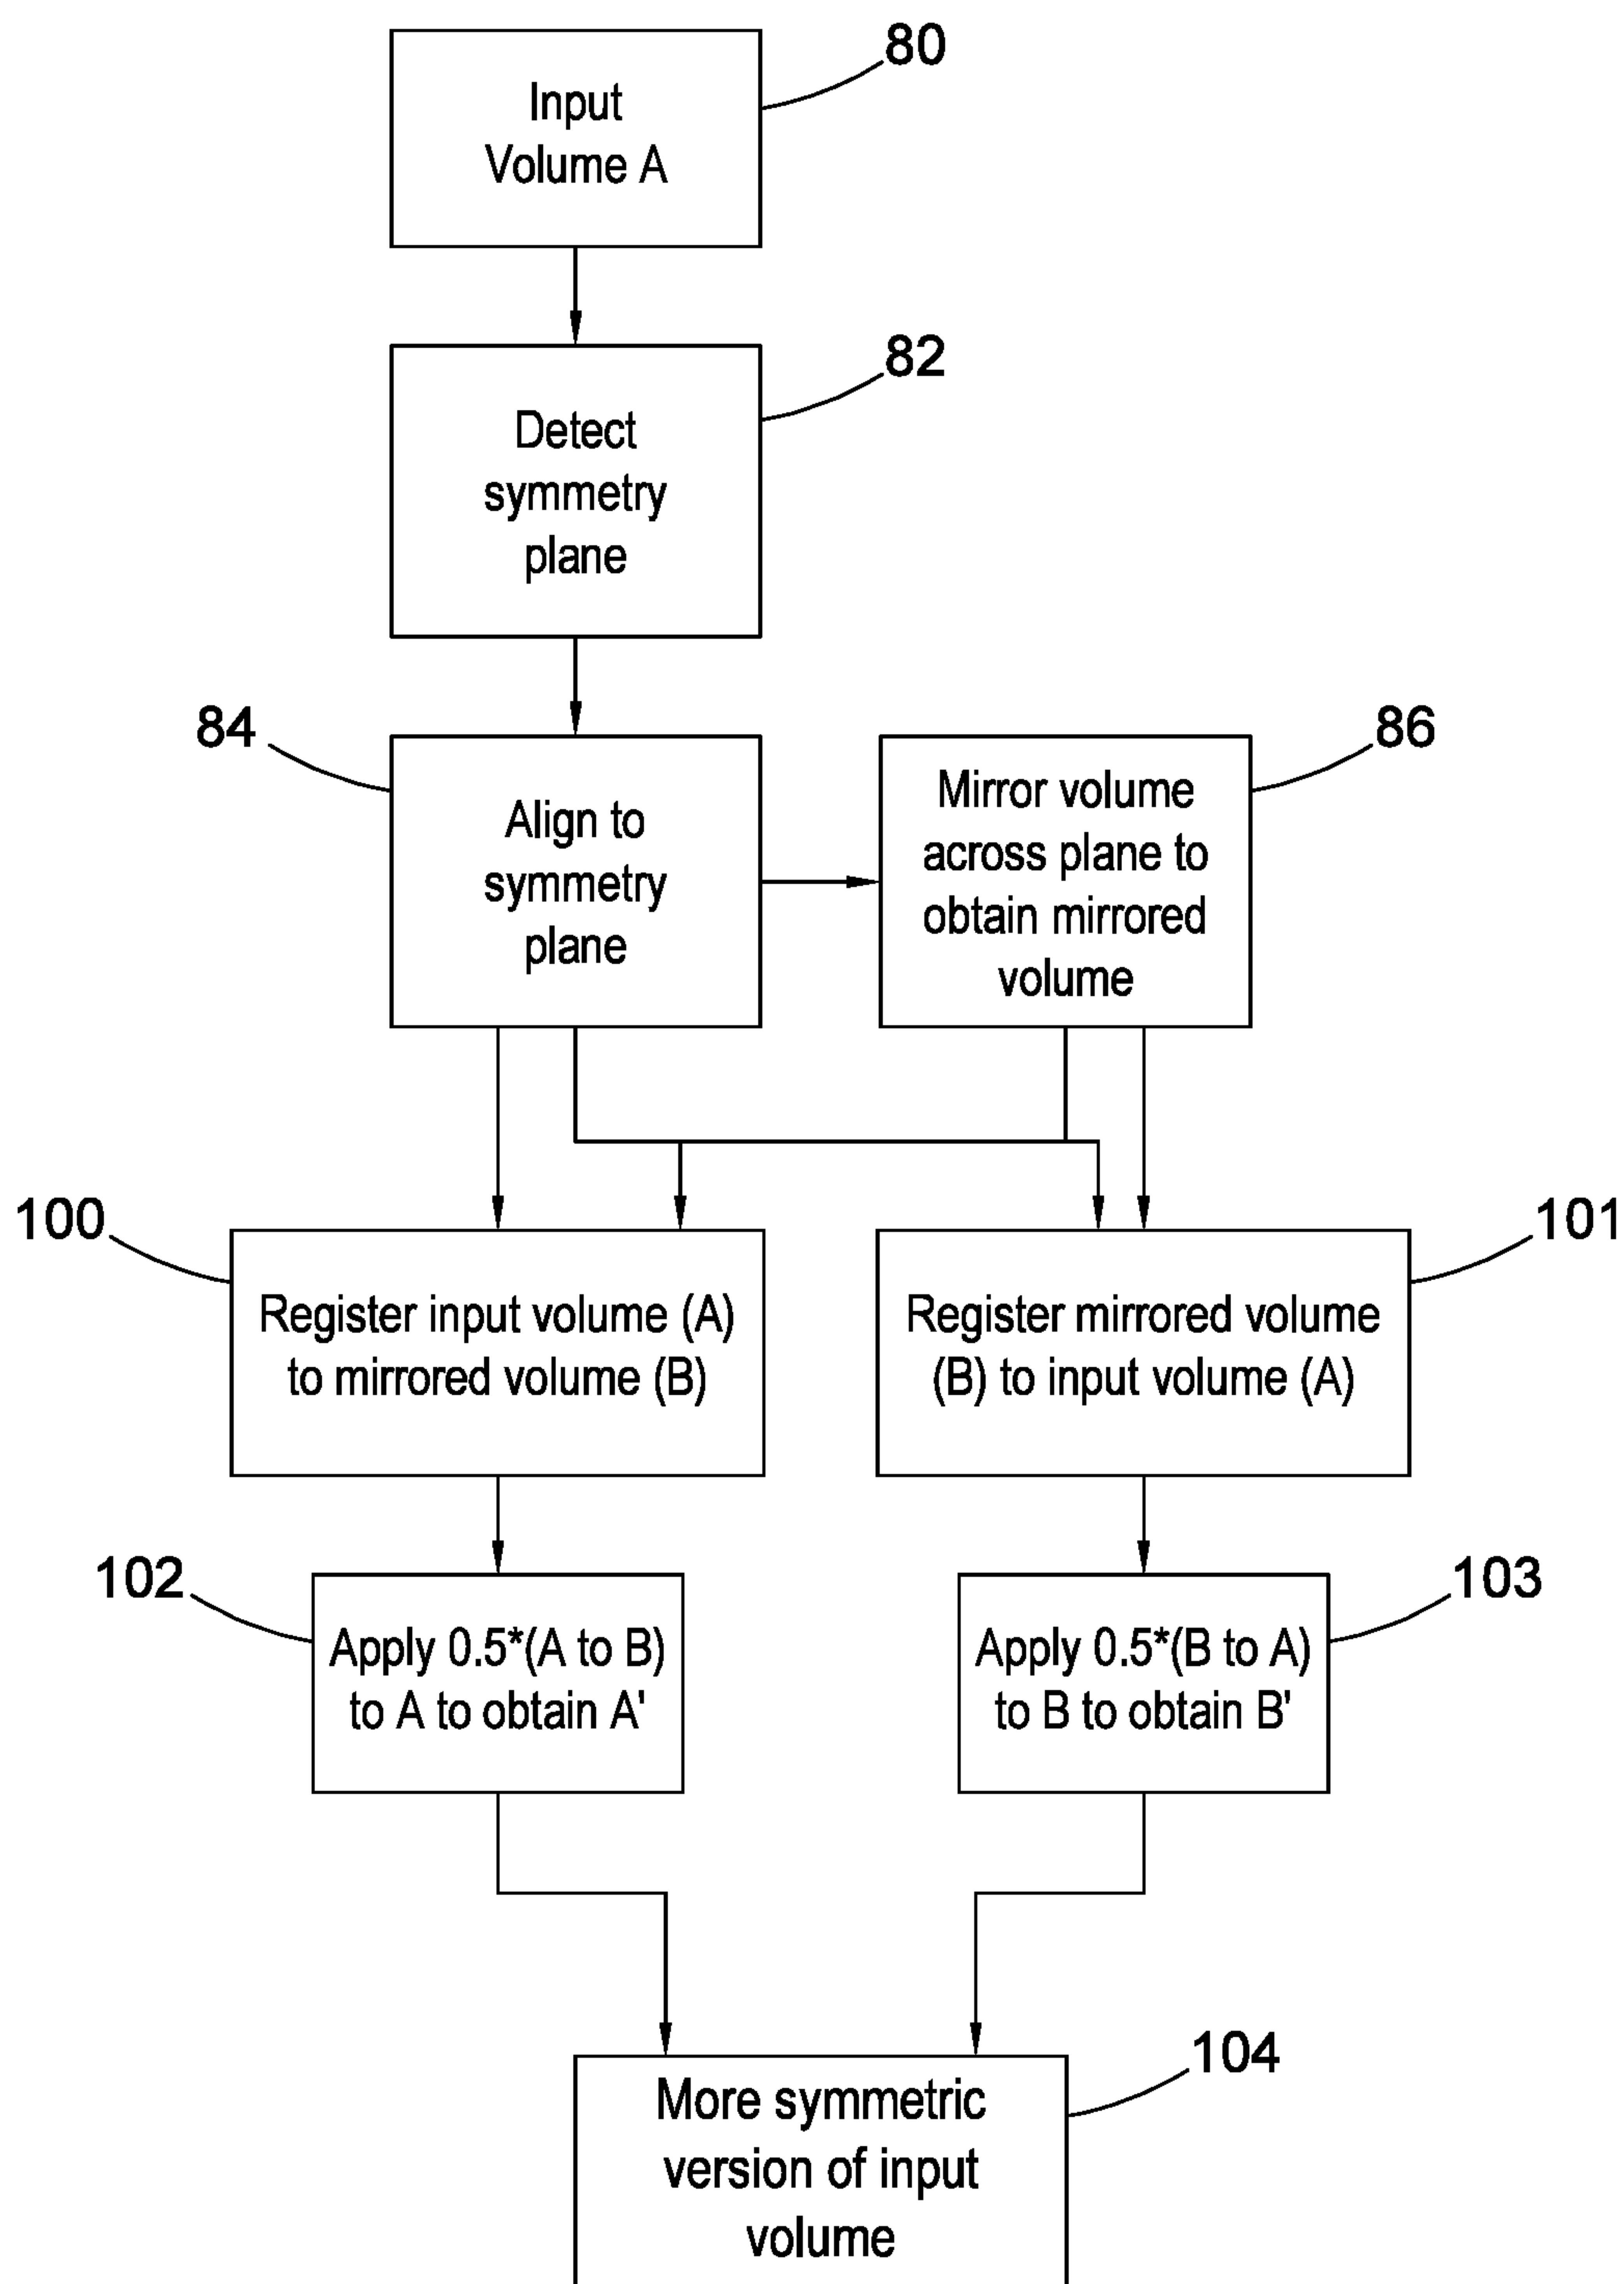 80
Input
Volume A
82
Detect
symmetry
plane
84
Align to
symmetry
plane
86
Mirror volume
across plane to
obtain mirrored
volume
100
Register input volume (A)
to mirrored volume (B)
101
Register mirrored volume
(B) to input volume (A)
102
Apply 0.5*(A to B)
to A to obtain A'
103
Apply 0.5*(B to A)
to B to obtain B'
104
More symmetric
version of input
volume